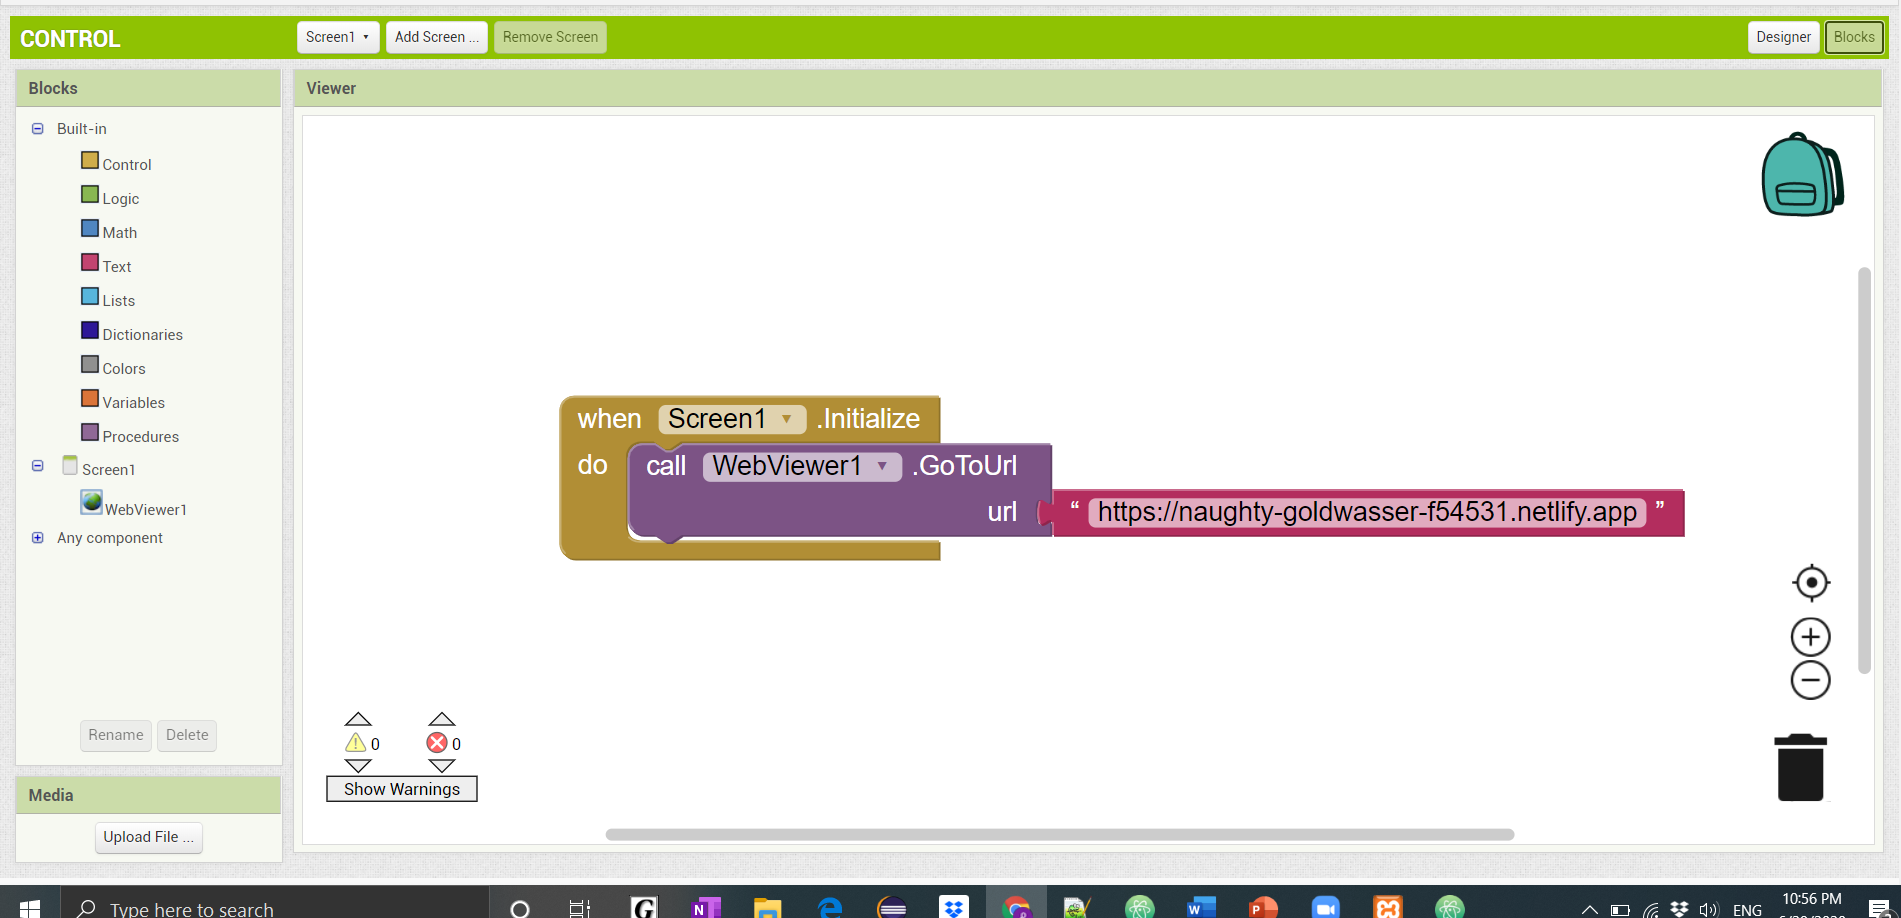 CONTROL
Screen1 ▾
Add Screen ...
Remove Screen
Designer
Blocks
Blocks
Viewer
Built-in
Control
Logic
Math
Text
Lists
Dictionaries
Colors
Variables
Procedures
Screen1
WebViewer1
Any component
Rename
Delete
Media
Upload File ...
when Screen1 ▾ .Initialize
do call WebViewer1 ▾ .GoToUrl
url “ https://naughty-goldwasser-f54531.netlify.app ”
0 0
Show Warnings
Type here to search
ENG
10:56 PM